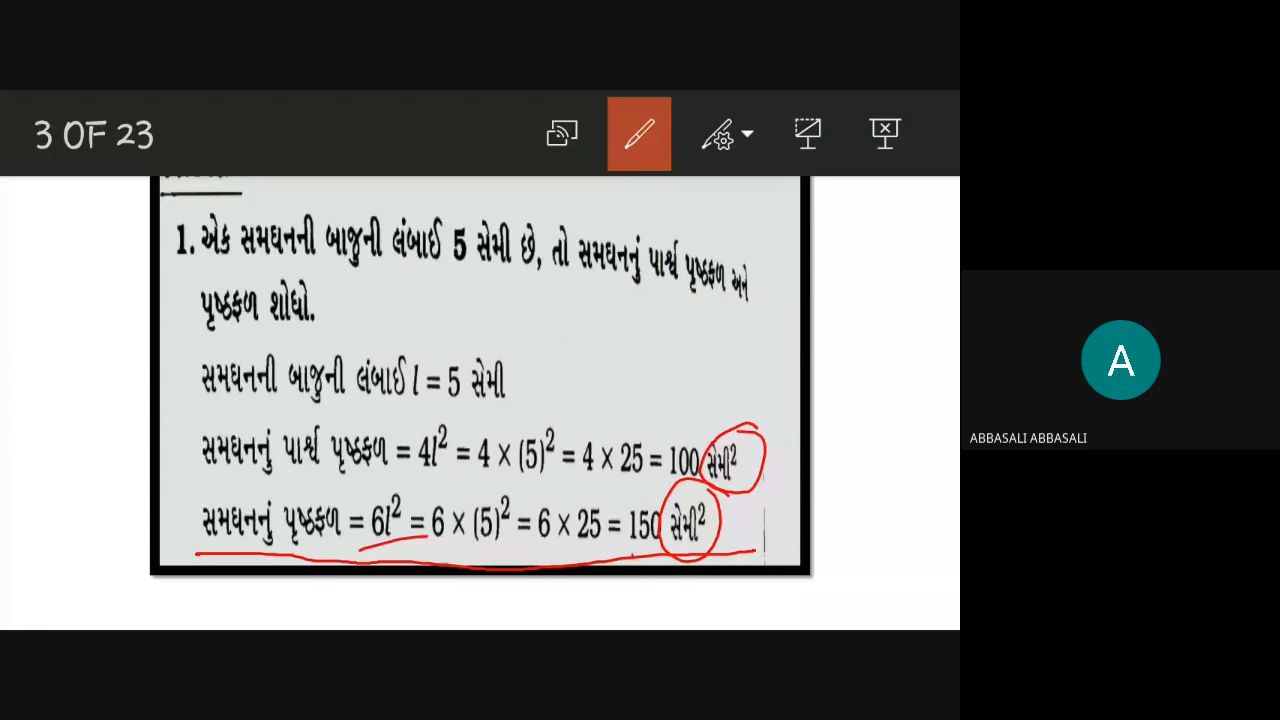 3 OF 23
1. એક સમઘનની બાજુની લંબાઈ 5 સેમી છે, તો સમઘનનું પાર્શ્વ પૃષ્ઠફળ અને
પૃષ્ઠફળ શોધો.
સમઘનની બાજુની લંબાઈ l = 5 સેમી
સમઘનનું પાર્શ્વ પૃષ્ઠફળ = 4l² = 4 × (5)² = 4 × 25 = 100 સેમી²
સમઘનનું પૃષ્ઠફળ = 6l² = 6 × (5)² = 6 × 25 = 150 સેમી²
A
ABBASALI ABBASALI